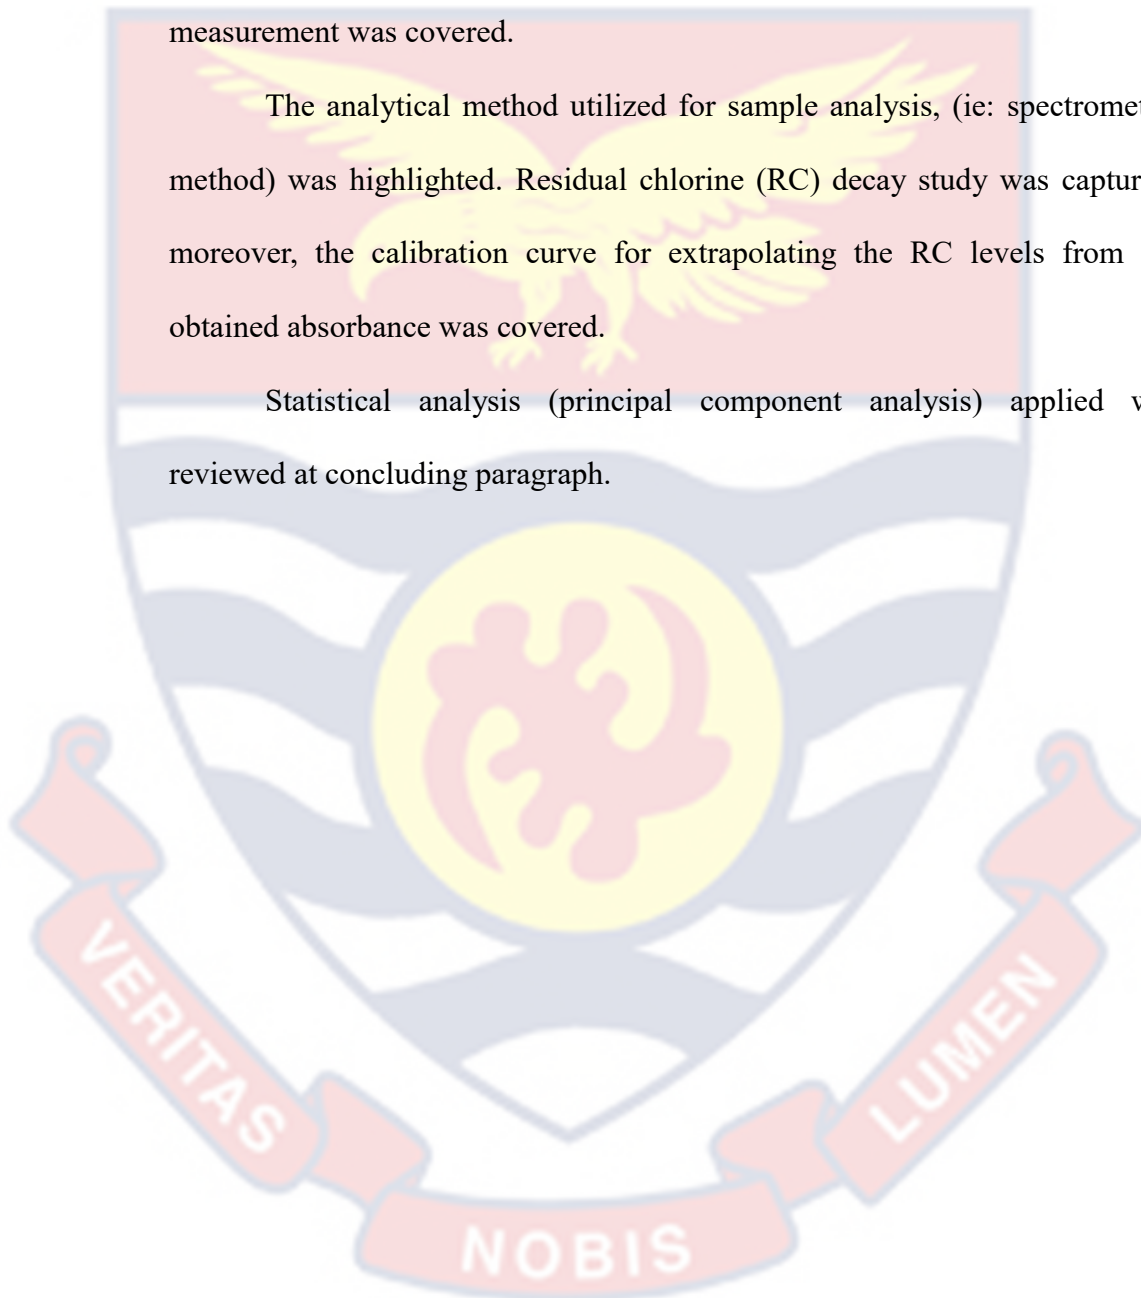 measurement was covered.
The analytical method utilized for sample analysis, (ie: spectromet
method) was highlighted. Residual chlorine (RC) decay study was captur
moreover, the calibration curve for extrapolating the RC levels from
obtained absorbance was covered.
Statistical analysis (principal component analysis) applied w
reviewed at concluding paragraph.
VERITAS
NOBIS
LUMEN